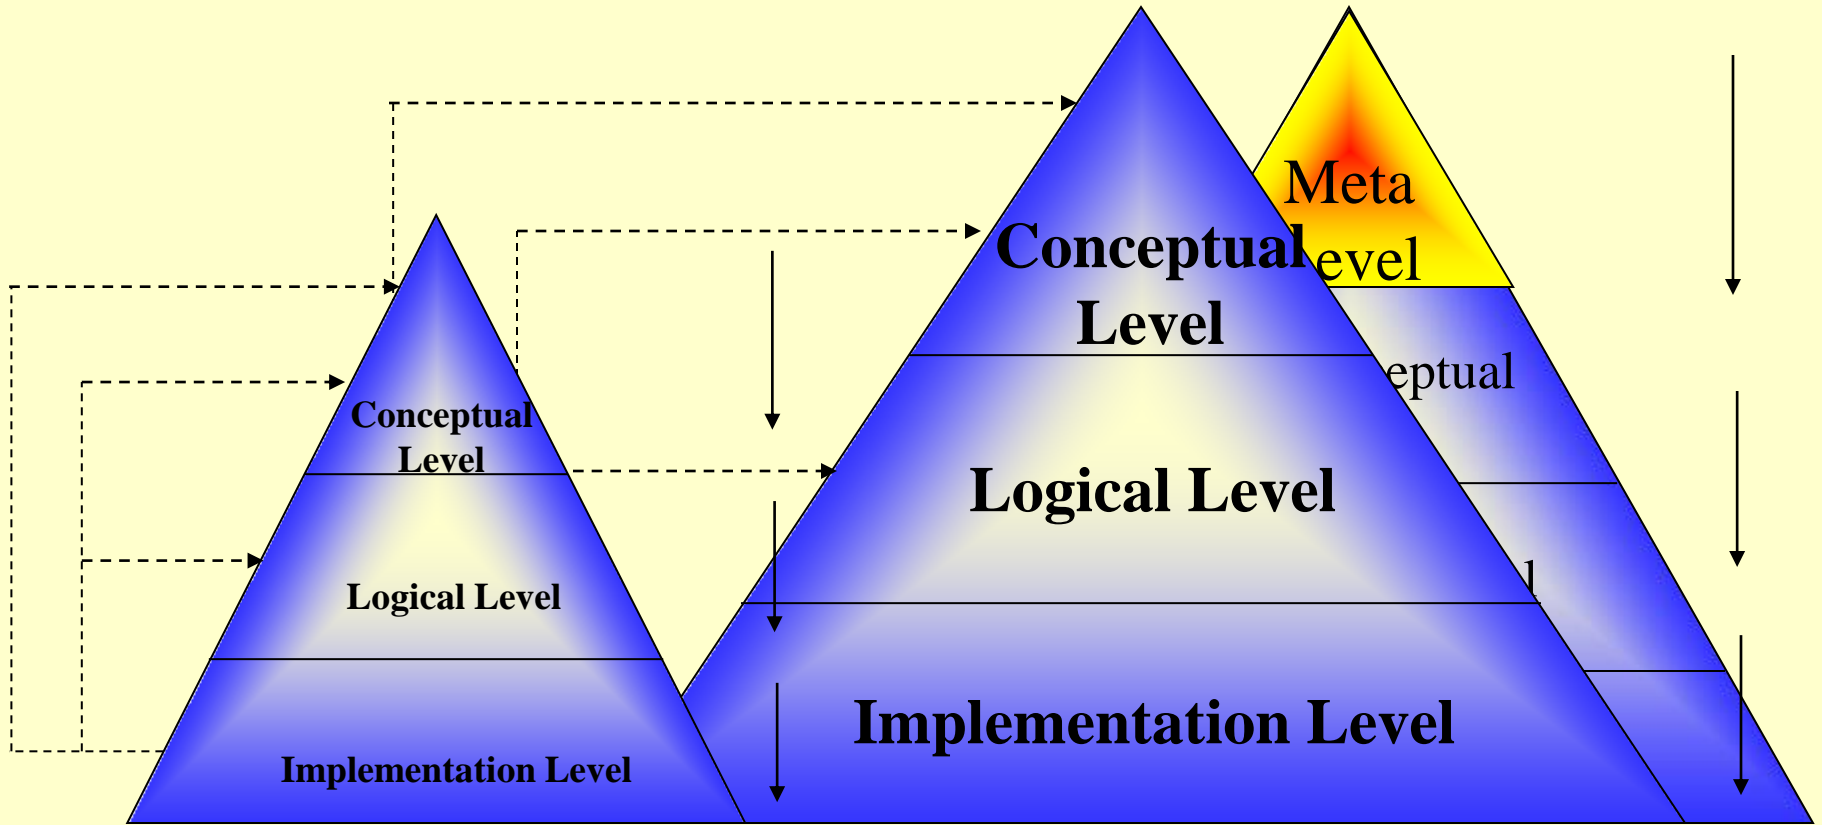 Meta
evel
Conceptual
Level
eptual
Conceptual
Level
Logical Level
l
Logical Level
Implementation Level
Implementation Level